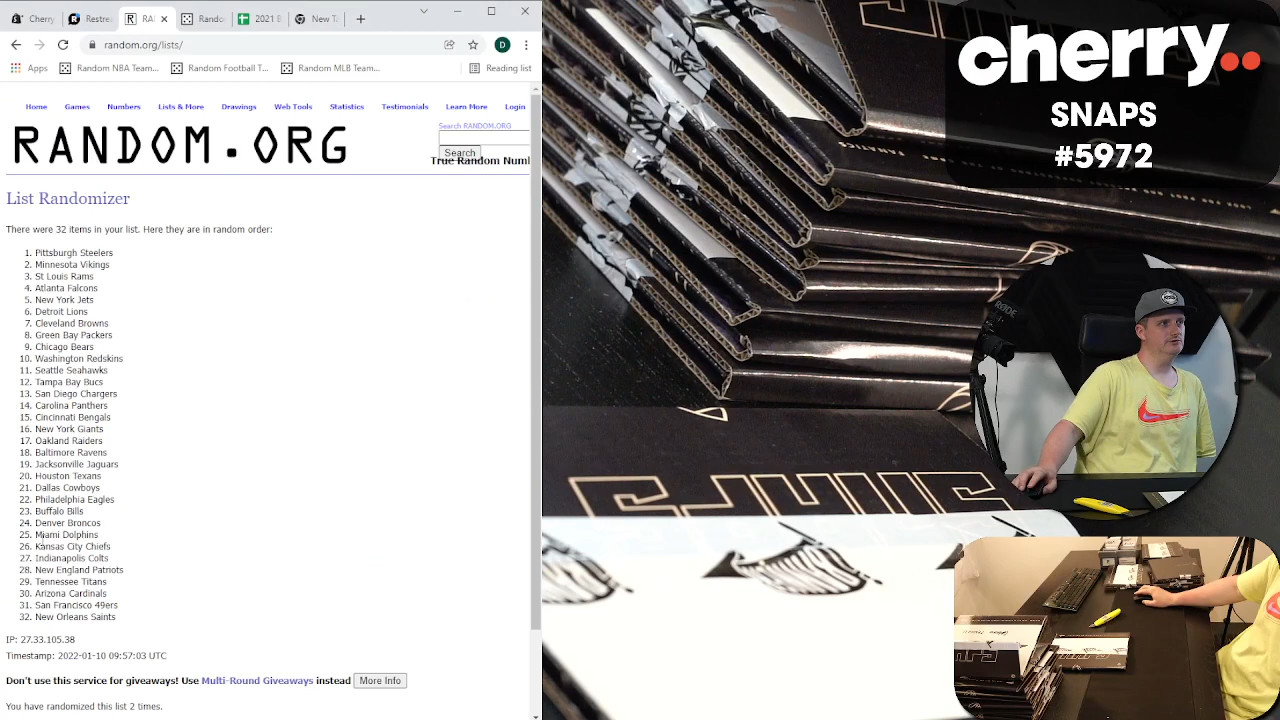 Cherry
Restre
RA
Rando
2021 B
New T
random.org/lists/
Apps
Random NBA Team...
Random Football T...
Random MLB Team...
Reading list
Home
Games
Numbers
Lists & More
Drawings
Web Tools
Statistics
Testimonials
Learn More
Login
RANDOM.ORG
Search RANDOM.ORG
Search
True Random Num
List Randomizer
There were 32 items in your list. Here they are in random order:
1. Pittsburgh Steelers
2. Minnesota Vikings
3. St Louis Rams
4. Atlanta Falcons
5. New York Jets
6. Detroit Lions
7. Cleveland Browns
8. Green Bay Packers
9. Chicago Bears
10. Washington Redskins
11. Seattle Seahawks
12. Tampa Bay Bucs
13. San Diego Chargers
14. Carolina Panthers
15. Cincinnati Bengals
16. New York Giants
17. Oakland Raiders
18. Baltimore Ravens
19. Jacksonville Jaguars
20. Houston Texans
21. Dallas Cowboys
22. Philadelphia Eagles
23. Buffalo Bills
24. Denver Broncos
25. Miami Dolphins
26. Kansas City Chiefs
27. Indianapolis Colts
28. New England Patriots
29. Tennessee Titans
30. Arizona Cardinals
31. San Francisco 49ers
32. New Orleans Saints
IP: 27.33.105.38
Timestamp: 2022-01-10 09:57:03 UTC
Don't use this service for giveaways! Use Multi-Round Giveaways instead
More Info
You have randomized this list 2 times.
cherry..
SNAPS
#5972
FANATICS
RØDE